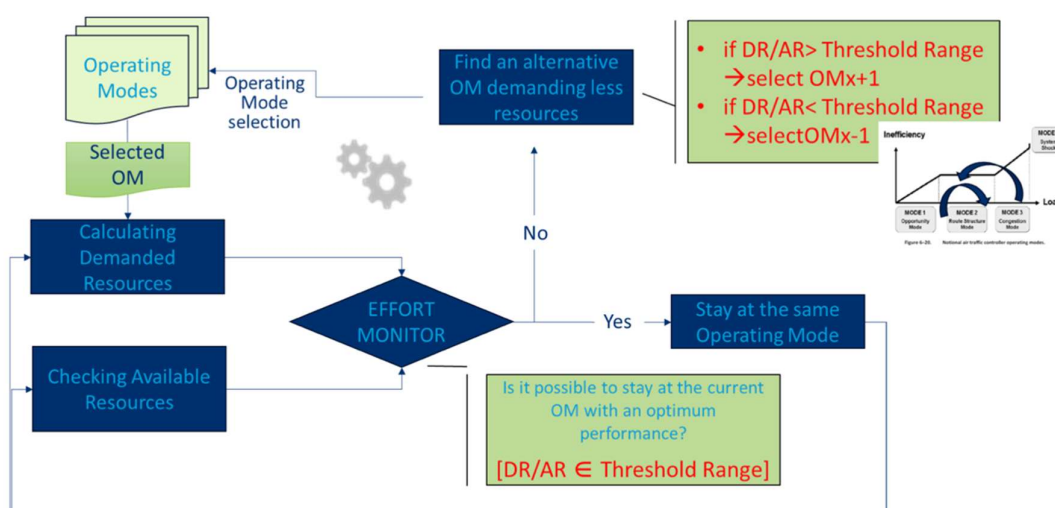 Operating
Modes
Operating
Mode
selection
Find an alternative
OM demanding less
resources
• if DR/AR> Threshold Range
→select OMx+1
• if DR/AR< Threshold Range
→selectOMx-1
Selected
OM
Inefficiency
MODE
System
Shock
Load
MODE 1
Opportunity
Mode
MODE 2
Route Structure
Mode
MODE 3
Congestion
Mode
Figure 6-26. Notional air traffic controller operating modes.
Calculating
Demanded
Resources
No
EFFORT
MONITOR
Yes
Stay at the same
Operating Mode
Checking Available
Resources
Is it possible to stay at the current
OM with an optimum
performance?
[DR/AR ∈ Threshold Range]